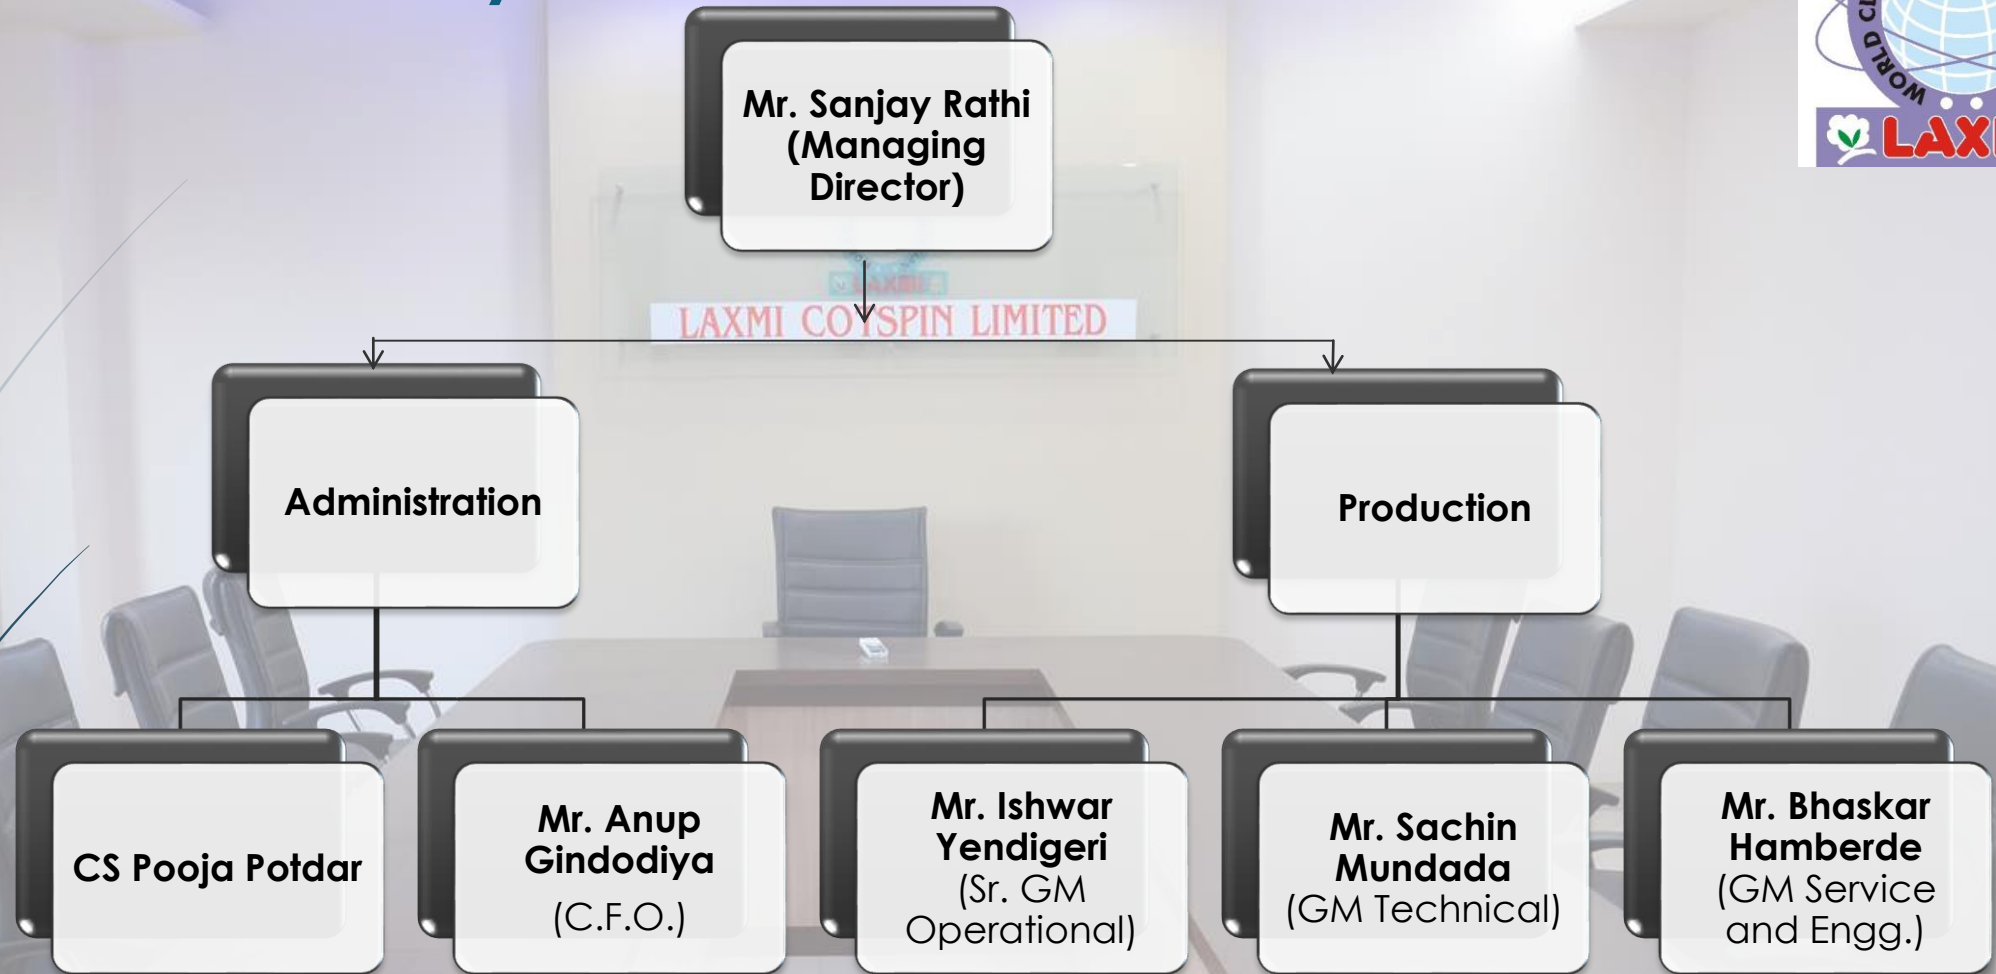 Mr. Sanjay Rathi
(Managing
Director)
WORLD
LAXMI COTSPIN LIMITED
Administration
Production
CS Pooja Potdar
Mr. Anup
Gindodiya
(C.F.O.)
Mr. Ishwar
Yendigeri
(Sr. GM
Operational)
Mr. Sachin
Mundada
(GM Technical)
Mr. Bhaskar
Hamberde
(GM Service
and Engg.)